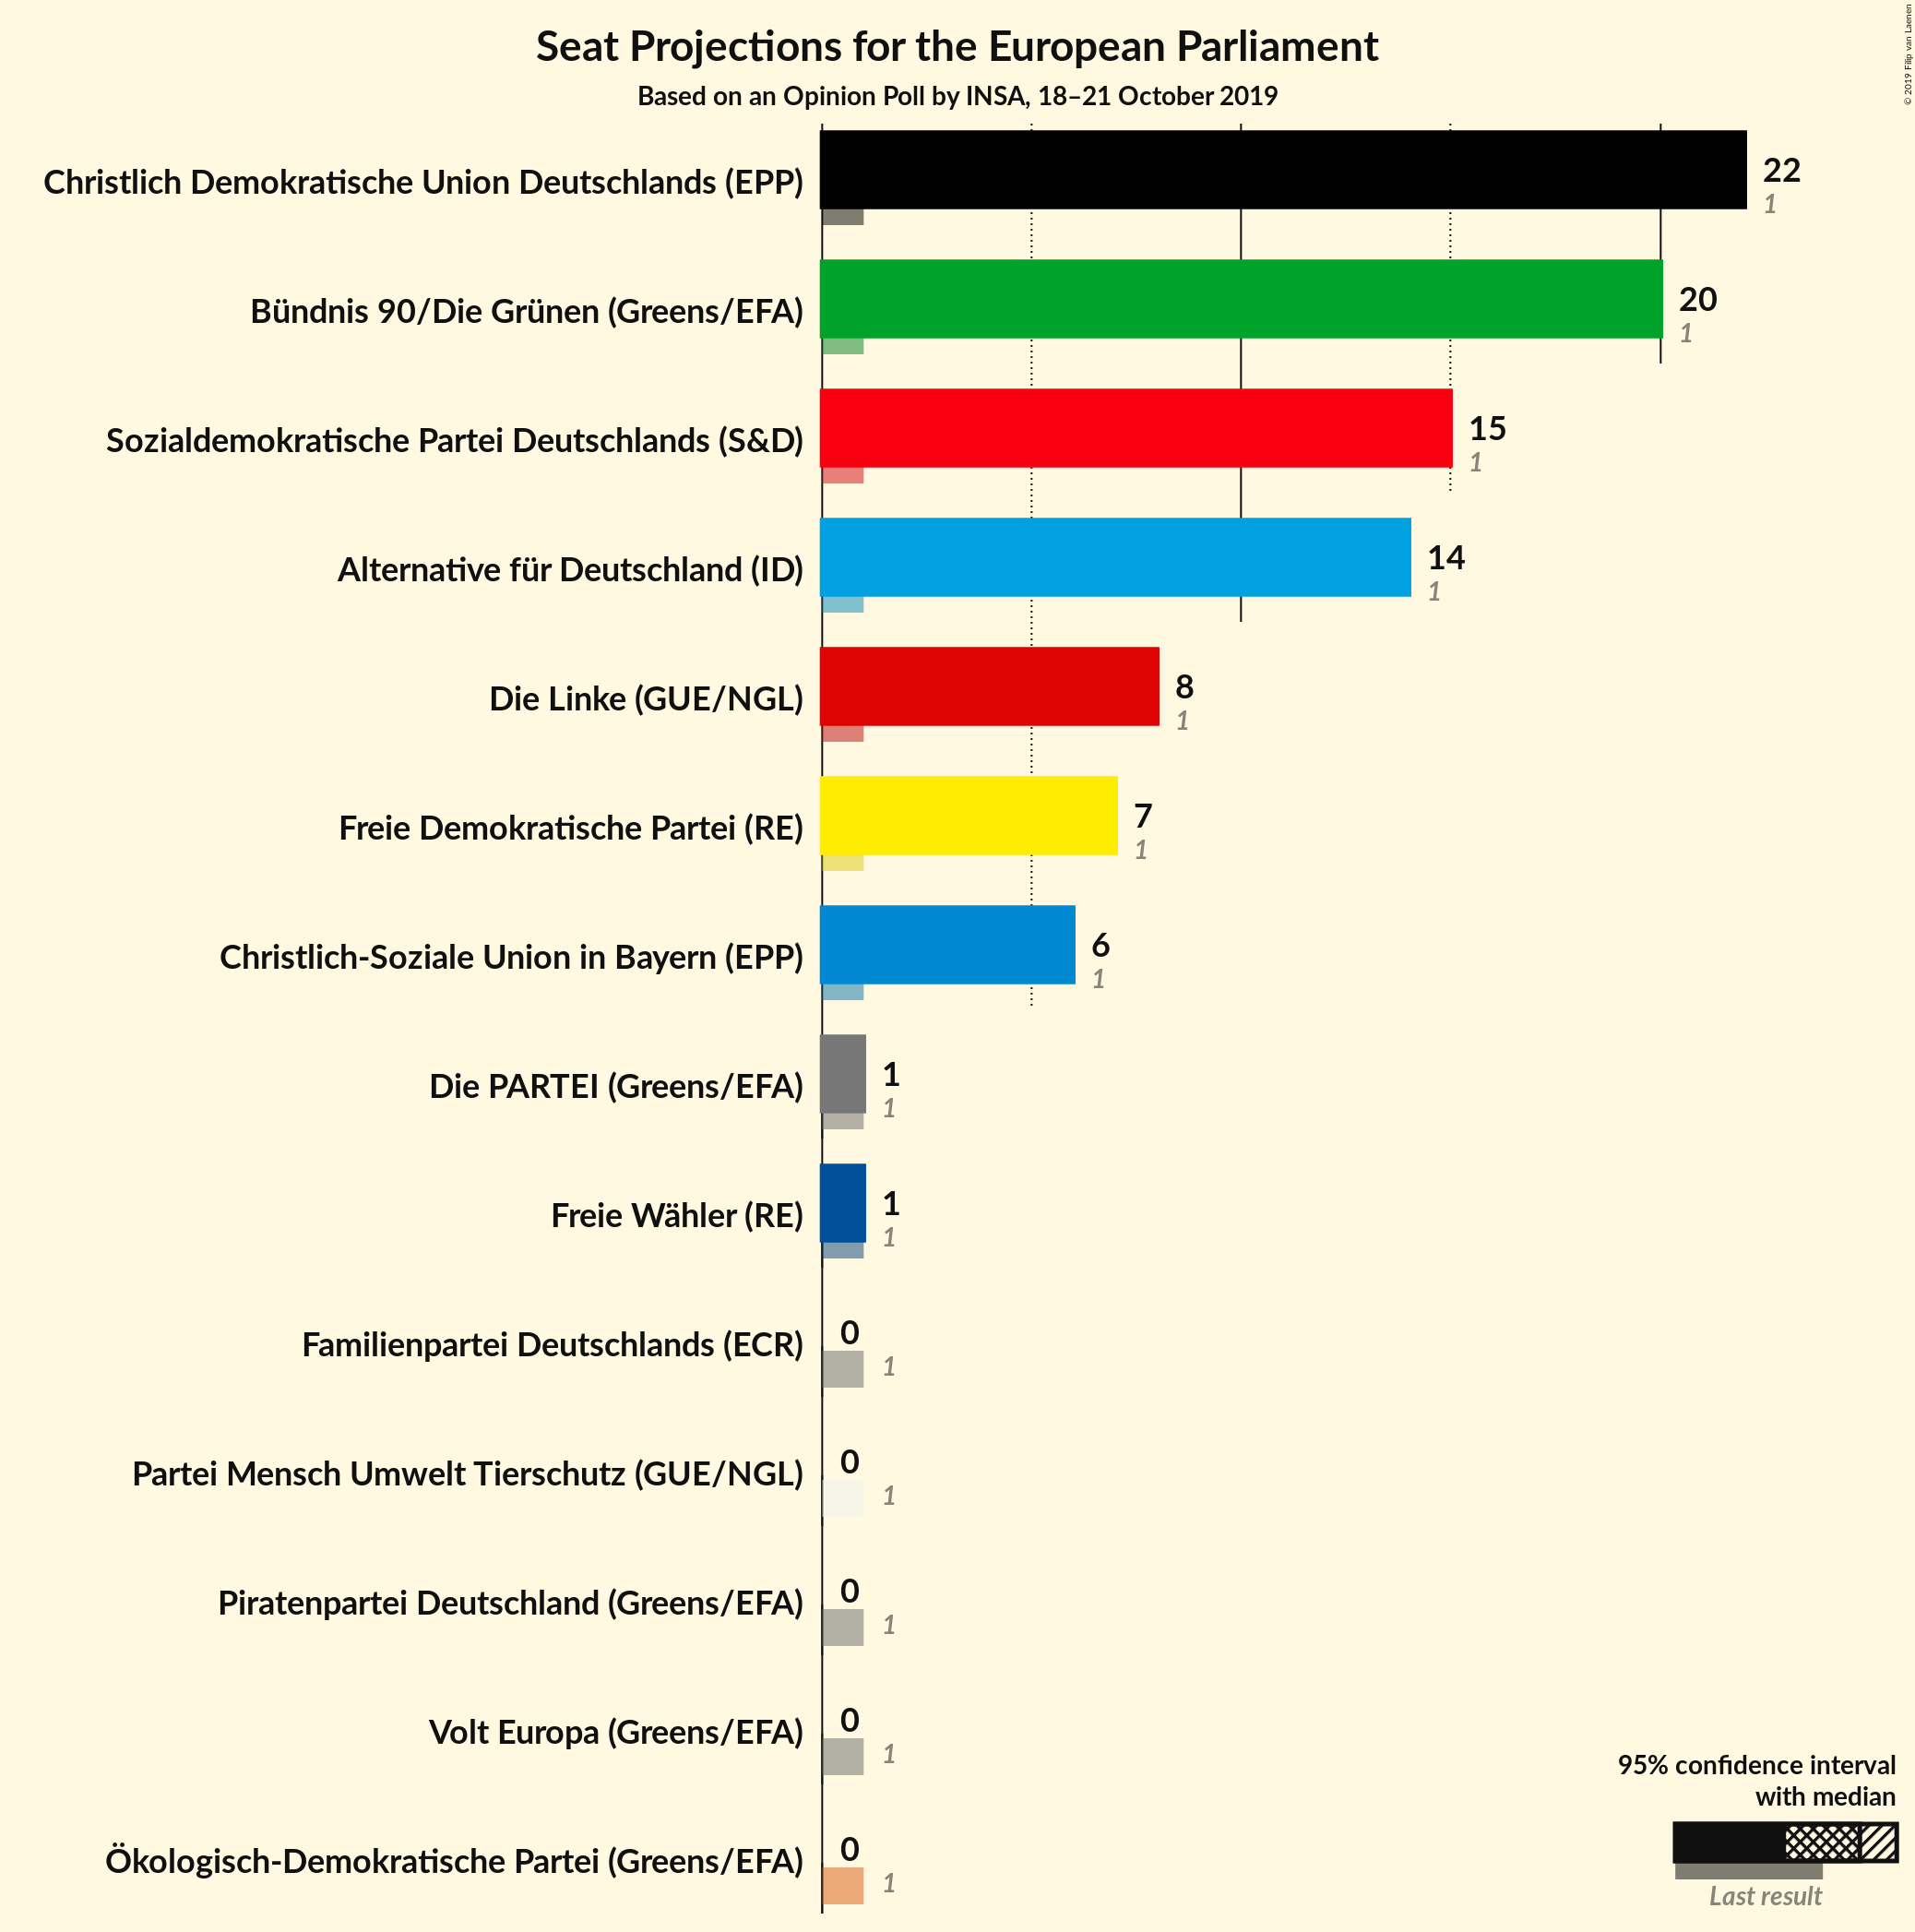 Seat Projections for the European Parliament
Based on an Opinion Poll by INSA, 18–21 October 2019
© 2019 Filip van Laenen
Christlich Demokratische Union Deutschlands (EPP)
22
1
Bündnis 90/Die Grünen (Greens/EFA)
20
1
Sozialdemokratische Partei Deutschlands (S&D)
15
1
Alternative für Deutschland (ID)
14
1
Die Linke (GUE/NGL)
8
1
Freie Demokratische Partei (RE)
7
1
Christlich-Soziale Union in Bayern (EPP)
6
1
Die PARTEI (Greens/EFA)
1
1
Freie Wähler (RE)
1
1
Familienpartei Deutschlands (ECR)
0
1
Partei Mensch Umwelt Tierschutz (GUE/NGL)
0
1
Piratenpartei Deutschland (Greens/EFA)
0
1
Volt Europa (Greens/EFA)
0
1
Ökologisch-Demokratische Partei (Greens/EFA)
0
1
95% confidence interval
with median
Last result